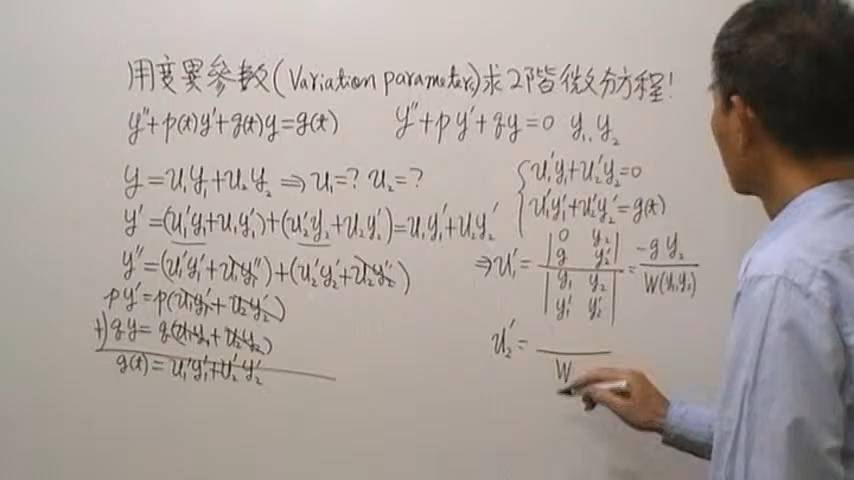 用变異參數(Variation parameters)求2階微分方程!
y''+p(t)y'+q(t)y=g(t)
y''+py'+qy=0 y₁, y₂
y=u₁y₁+u₂y₂ ⇒ u₁=? u₂=?
y'=(u₁'y₁+u₁y₁')+(u₂'y₂+u₂y₂')=u₁y₁'+u₂y₂'
y''=(u₁'y₁'+u₁y₁'')+(u₂'y₂'+u₂y₂'')
py'=p(u₁y₁'+u₂y₂')
+) qy=q(u₁y₁+u₂y₂)
g(t)=u₁'y₁'+u₂'y₂'
{u₁'y₁+u₂'y₂=0
u₁'y₁'+u₂'y₂'=g(t)
⇒u₁'=|0 y₂; g y₂'|/|y₁ y₂; y₁' y₂'|=-g y₂/W(y₁,y₂)
u₂'= /W